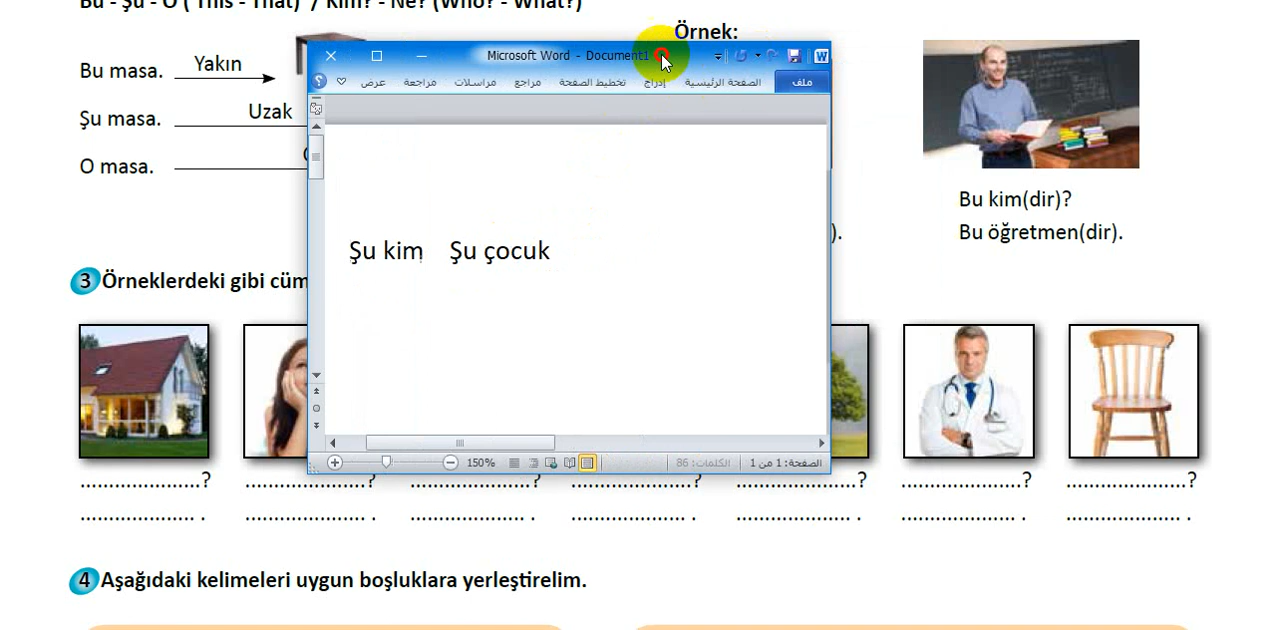 Bu - Şu - O ( This - That) / Kim? - Ne? (Who? - What?)
Örnek:
Bu masa. Yakın
Şu masa. Uzak
O masa.
Microsoft Word - Document1
ملف الصفحة الرئيسية إدراج تخطيط الصفحة مراجع مراسلات مراجعة عرض
Şu kim Şu çocuk
150%
الكلمات: 86
الصفحة: 1 من 1
Bu kim(dir)?
).
Bu öğretmen(dir).
3 Örneklerdeki gibi cüm
....................? ....................? ....................? ....................? ....................? ....................? ....................?
.................... . .................... . .................... . .................... . .................... . .................... . .................... .
4 Aşağıdaki kelimeleri uygun boşluklara yerleştirelim.